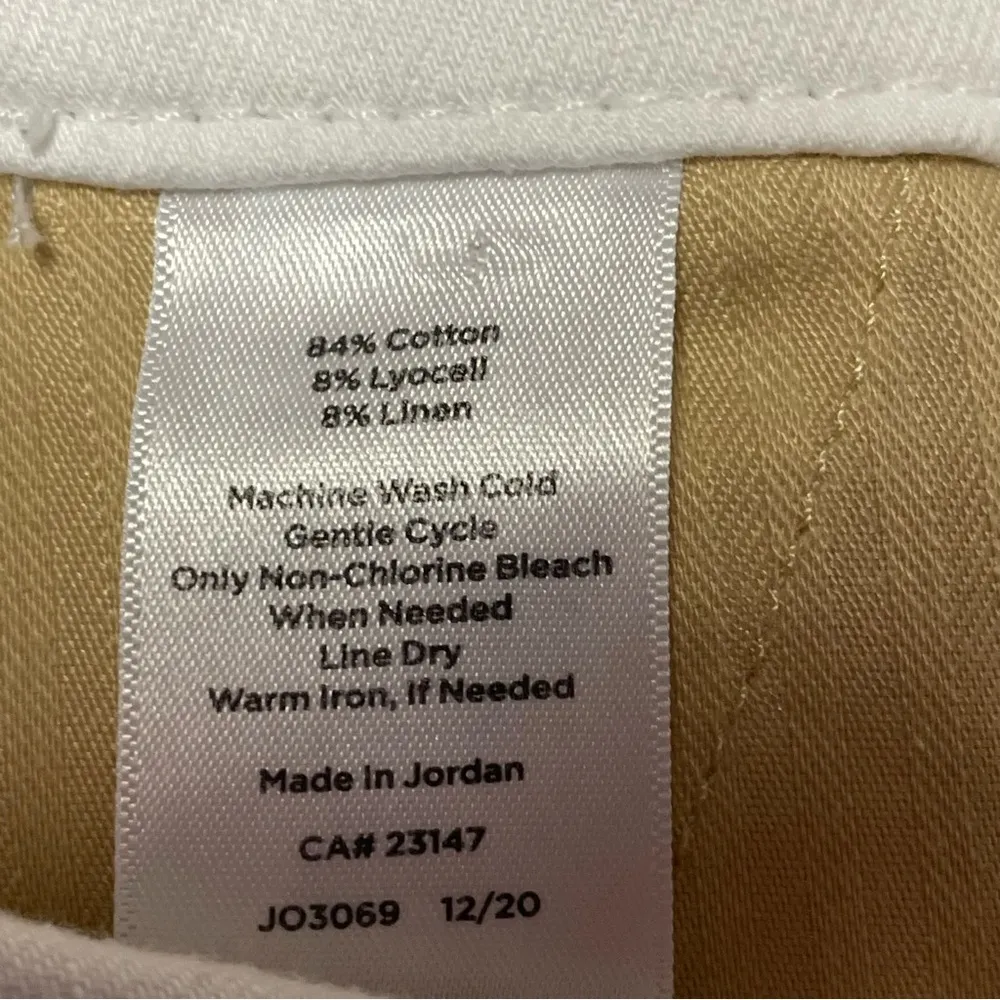 84% Cotton
8% Lyocell
8% Linen
Machine Wash Cold
Gentle Cycle
Only Non-Chlorine Bleach
When Needed
Line Dry
Warm Iron, If Needed
Made In Jordan
CA# 23147
JO3069 12/20